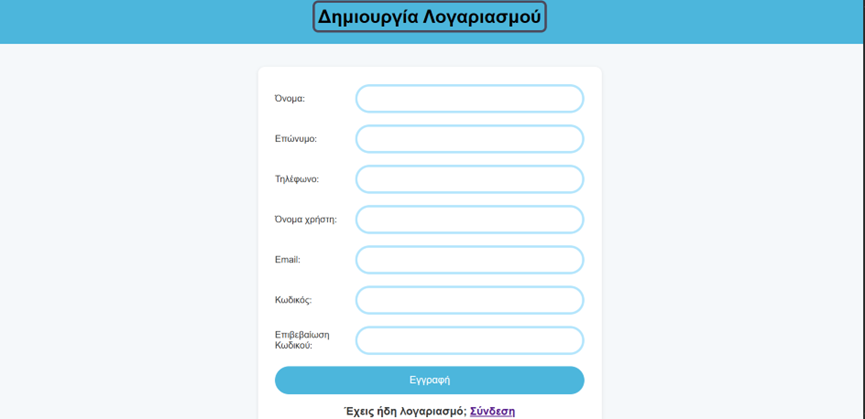 Δημιουργία Λογαριασμού
Όνομα:
Επώνυμο:
Τηλέφωνο:
Όνομα χρήστη:
Email:
Κωδικός:
Επιβεβαίωση
Κωδικού:
Εγγραφή
Έχεις ήδη λογαριασμό; Σύνδεση